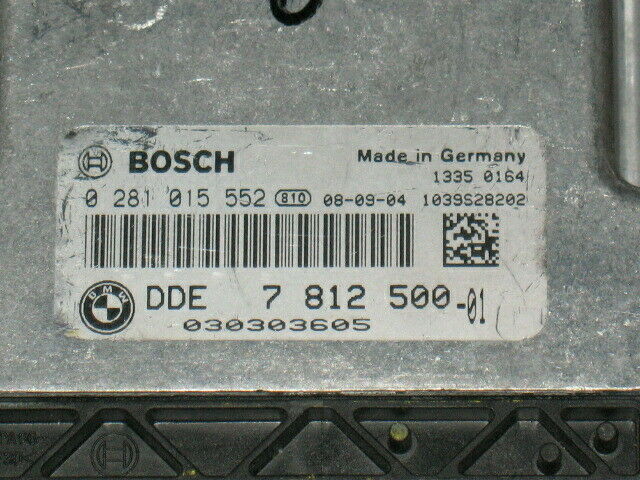 BOSCH Made in Germany
1335 0164
0 281 015 552 810 08-09-04 1039S28202
BMW DDE 7 812 500-01
030303605